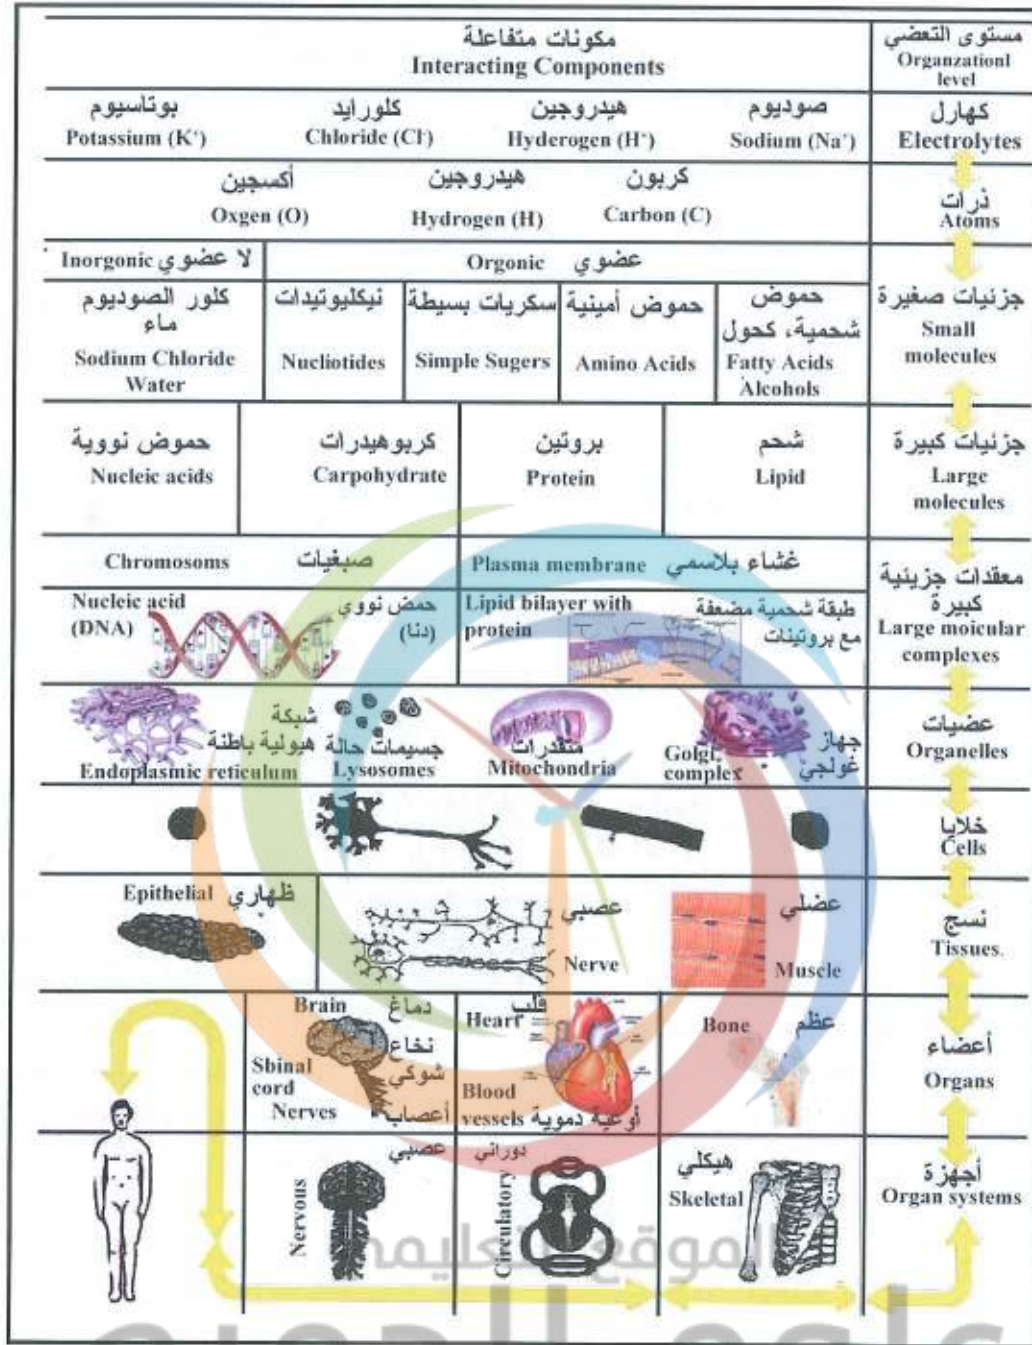 مكونات متفاعلة
Interacting Components
مستوى التعضي
Organzationl
level
صوديوم
Sodium (Na⁺)
هيدروجين
Hyderogen (H⁺)
كلورايد
Chloride (Cl⁻)
بوتاسيوم
Potassium (K⁺)
كهارل
Electrolytes
كربون
Carbon (C)
هيدروجين
Hydrogen (H)
أكسجين
Oxgen (O)
ذرات
Atoms
عضوي Orgonic
لا عضوي Inorgonic
حموض
شحمية، كحول
Fatty Acids
Alcohols
حموض أمينية
Amino Acids
سكريات بسيطة
Simple Sugers
نيكليوتيدات
Nucliotides
كلور الصوديوم
ماء
Sodium Chloride
Water
جزئيات صغيرة
Small
molecules
شحم
Lipid
بروتين
Protein
كربوهيدرات
Carpohydrate
حموض نووية
Nucleic acids
جزئيات كبيرة
Large
molecules
غشاء بلاسمي Plasma membrane
صبغيات Chromosoms
طبقة شحمية مضعفة
مع بروتينات
Lipid bilayer with
protein
حمض نووي
(دنا)
Nucleic acid
(DNA)
معقدات جزيئية
كبيرة
Large moicular
complexes
جهاز
غولجي
Golgi
complex
متقدرات
Mitochondria
جسيمات حالة
Lysosomes
شبكة
هيولية باطنة
Endoplasmic reticulum
عضيات
Organelles
خلايا
Cells
عضلي
Muscle
عصبي
Nerve
ظهاري Epithelial
نسج
Tissues.
عظم
Bone
قلب
Heart
Blood
vessels أوعية دموية
Brain دماغ
نخاع
شوكي
أعصاب
Sbinal
cord
Nerves
أعضاء
Organs
هيكلي
Skeletal
دوراني
Circulatory
عصبي
Nervous
أجهزة
Organ systems
الموقع التعليمي